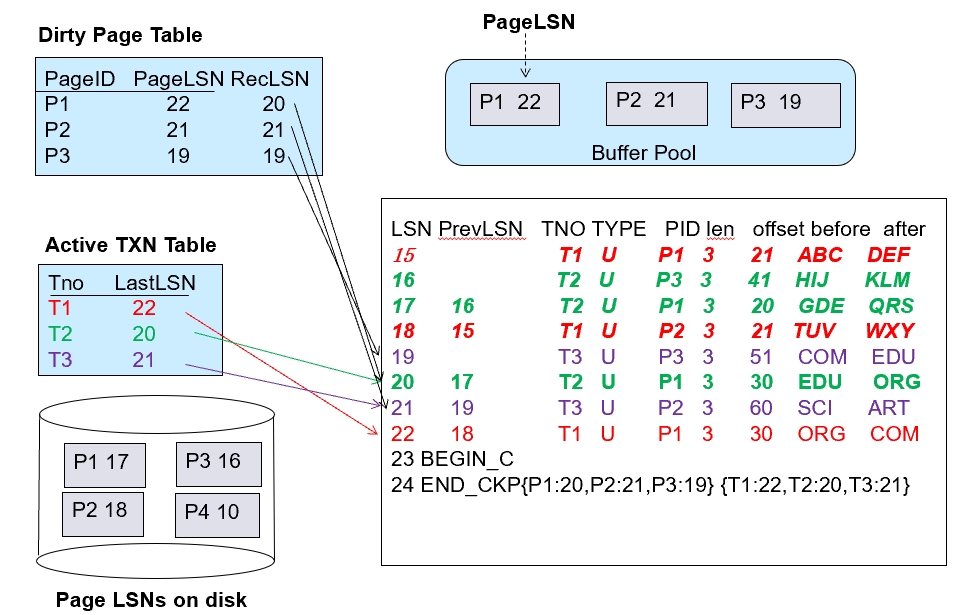 PageLSN
Dirty Page Table
PageID PageLSN RecLSN
P1 22 20
P2 21 21
P3 19 19
P1 22
P2 21
P3 19
Buffer Pool
Active TXN Table
Tno LastLSN
T1 22
T2 20
T3 21
LSN PrevLSN TNO TYPE PID len offset before after
15 T1 U P1 3 21 ABC DEF
16 T2 U P3 3 41 HIJ KLM
17 16 T2 U P1 3 20 GDE QRS
18 15 T1 U P2 3 21 TUV WXY
19 T3 U P3 3 51 COM EDU
20 17 T2 U P1 3 30 EDU ORG
21 19 T3 U P2 3 60 SCI ART
22 18 T1 U P1 3 30 ORG COM
23 BEGIN_C
24 END_CKP{P1:20,P2:21,P3:19} {T1:22,T2:20,T3:21}
P1 17
P3 16
P2 18
P4 10
Page LSNs on disk